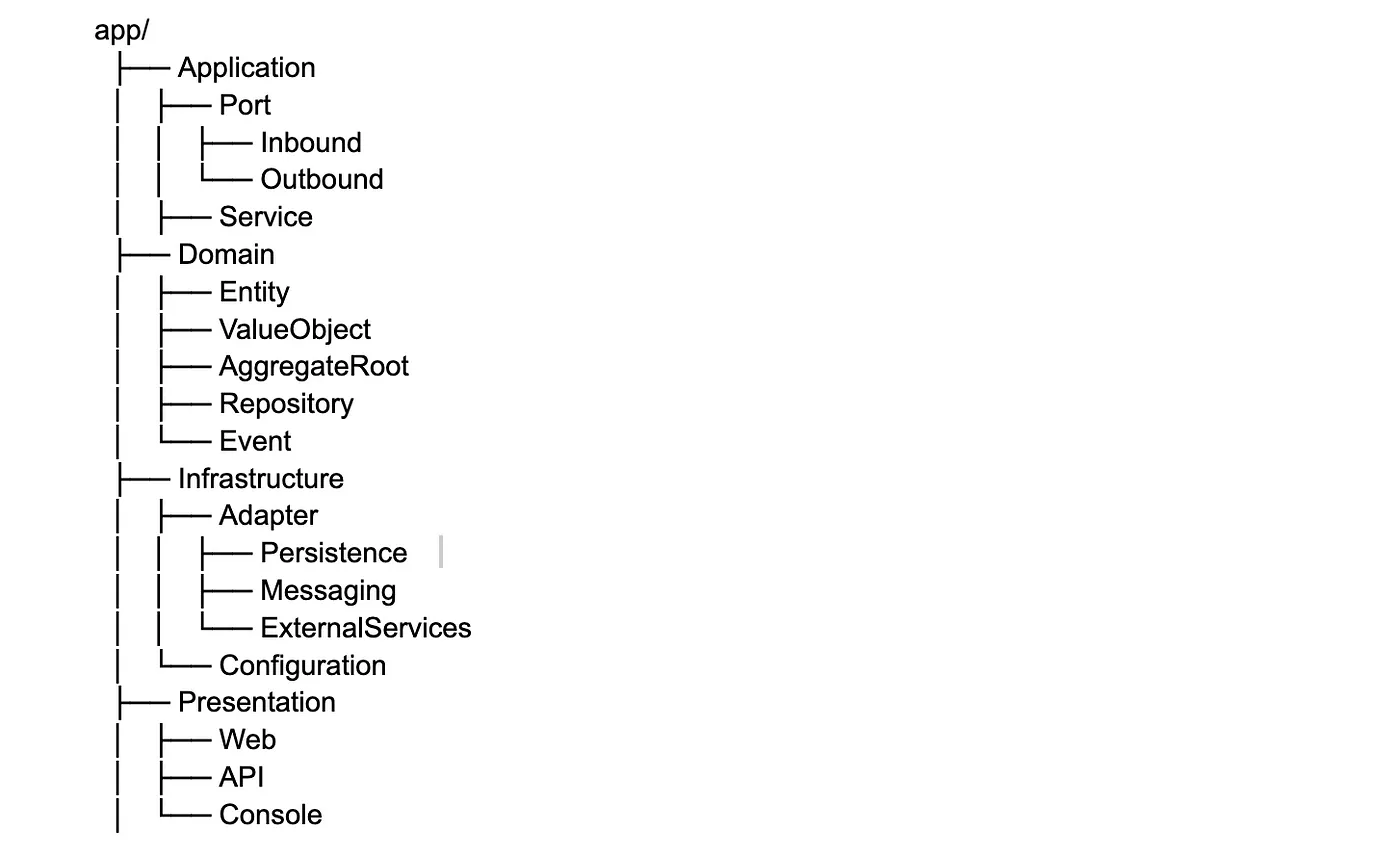 app/
├── Application
│ ├── Port
│ │ ├── Inbound
│ │ └── Outbound
│ ├── Service
├── Domain
│ ├── Entity
│ ├── ValueObject
│ ├── AggregateRoot
│ ├── Repository
│ └── Event
├── Infrastructure
│ ├── Adapter
│ │ ├── Persistence
│ │ ├── Messaging
│ │ └── ExternalServices
│ └── Configuration
├── Presentation
│ ├── Web
│ ├── API
│ └── Console